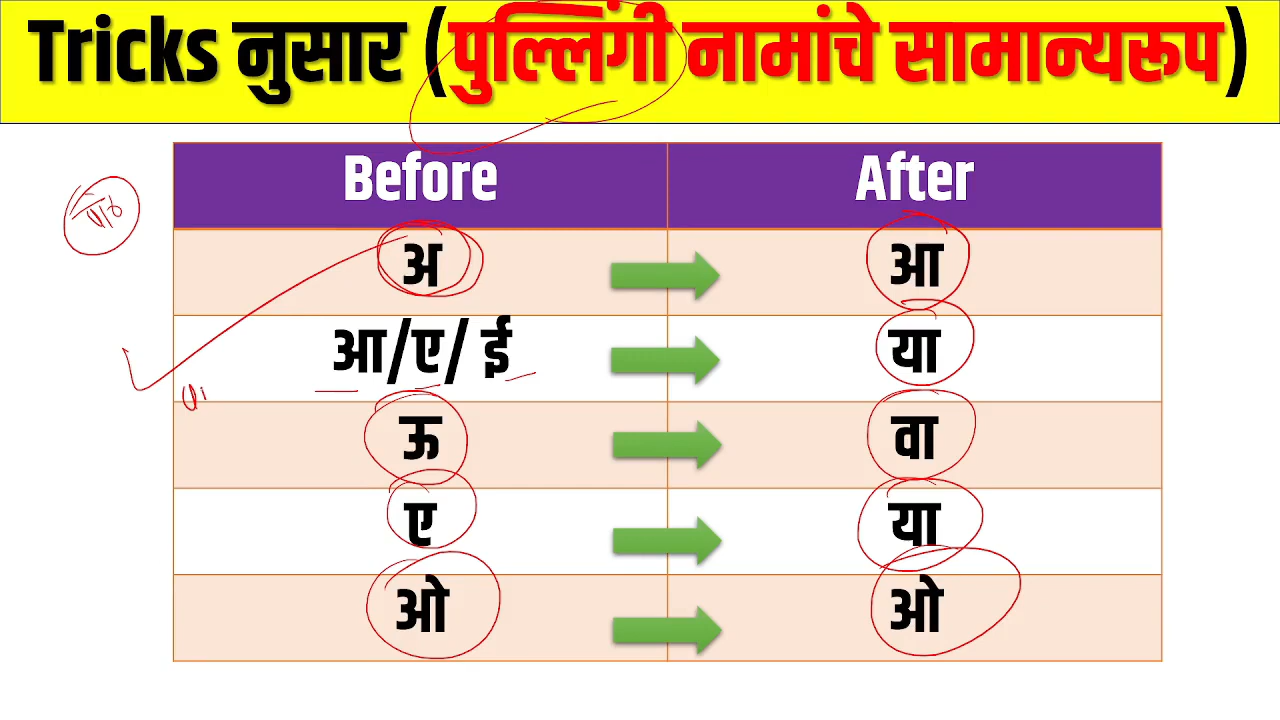 Tricks नुसार (पुल्लिंगी नामांचे सामान्यरूप)
Before After
अ आ
आ/ए/ ई या
ऊ वा
ए या
ओ ओ